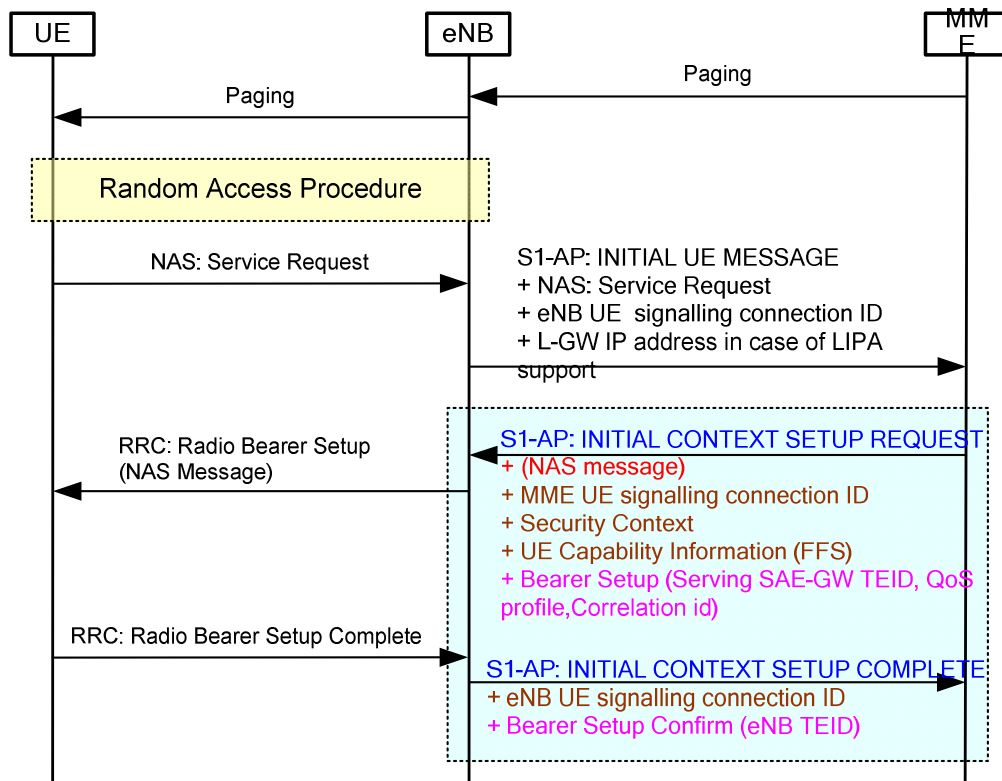 UE
eNB
MM
E
Paging
Paging
Random Access Procedure
NAS: Service Request
S1-AP: INITIAL UE MESSAGE
+ NAS: Service Request
+ eNB UE signalling connection ID
+ L-GW IP address in case of LIPA
support
RRC: Radio Bearer Setup
(NAS Message)
S1-AP: INITIAL CONTEXT SETUP REQUEST
+ (NAS message)
+ MME UE signalling connection ID
+ Security Context
+ UE Capability Information (FFS)
+ Bearer Setup (Serving SAE-GW TEID, QoS
profile,Correlation id)
RRC: Radio Bearer Setup Complete
S1-AP: INITIAL CONTEXT SETUP COMPLETE
+ eNB UE signalling connection ID
+ Bearer Setup Confirm (eNB TEID)